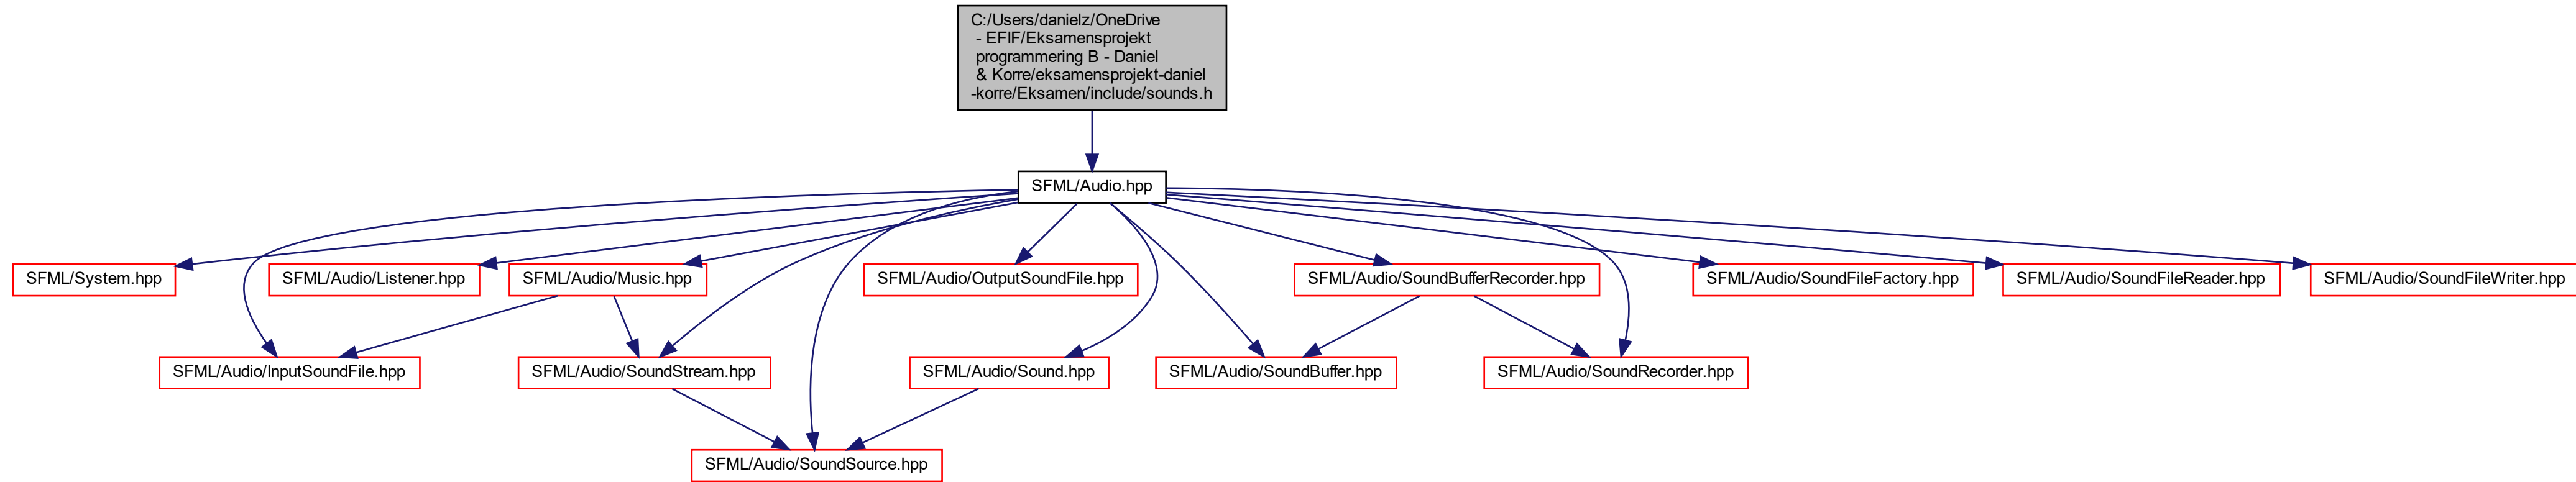 C:/Users/danielz/OneDrive
- EFIF/Eksamensprojekt
programmering B - Daniel
& Korre/eksamensprojekt-daniel
-korre/Eksamen/include/sounds.h
SFML/Audio.hpp
SFML/System.hpp
SFML/Audio/Listener.hpp
SFML/Audio/Music.hpp
SFML/Audio/OutputSoundFile.hpp
SFML/Audio/SoundBufferRecorder.hpp
SFML/Audio/SoundFileFactory.hpp
SFML/Audio/SoundFileReader.hpp
SFML/Audio/SoundFileWriter.hpp
SFML/Audio/InputSoundFile.hpp
SFML/Audio/SoundStream.hpp
SFML/Audio/Sound.hpp
SFML/Audio/SoundBuffer.hpp
SFML/Audio/SoundRecorder.hpp
SFML/Audio/SoundSource.hpp